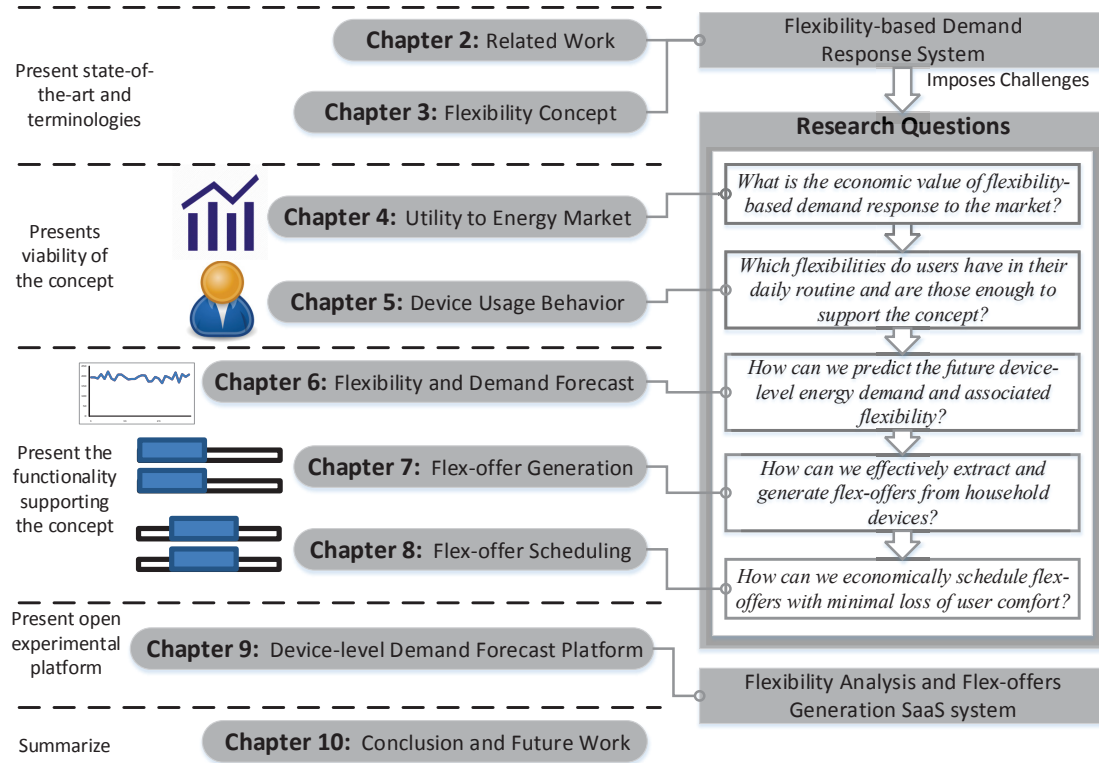 Present state-of-
the-art and
terminologies
Chapter 2: Related Work
Chapter 3: Flexibility Concept
Flexibility-based Demand
Response System
Imposes Challenges
Research Questions
Presents
viability of
the concept
Chapter 4: Utility to Energy Market
What is the economic value of flexibility-
based demand response to the market?
Chapter 5: Device Usage Behavior
Which flexibilities do users have in their
daily routine and are those enough to
support the concept?
Present the
functionality
supporting
the concept
Chapter 6: Flexibility and Demand Forecast
How can we predict the future device-
level energy demand and associated
flexibility?
Chapter 7: Flex-offer Generation
How can we effectively extract and
generate flex-offers from household
devices?
Chapter 8: Flex-offer Scheduling
How can we economically schedule flex-
offers with minimal loss of user comfort?
Present open
experimental
platform
Chapter 9: Device-level Demand Forecast Platform
Flexibility Analysis and Flex-offers
Generation SaaS system
Summarize
Chapter 10: Conclusion and Future Work